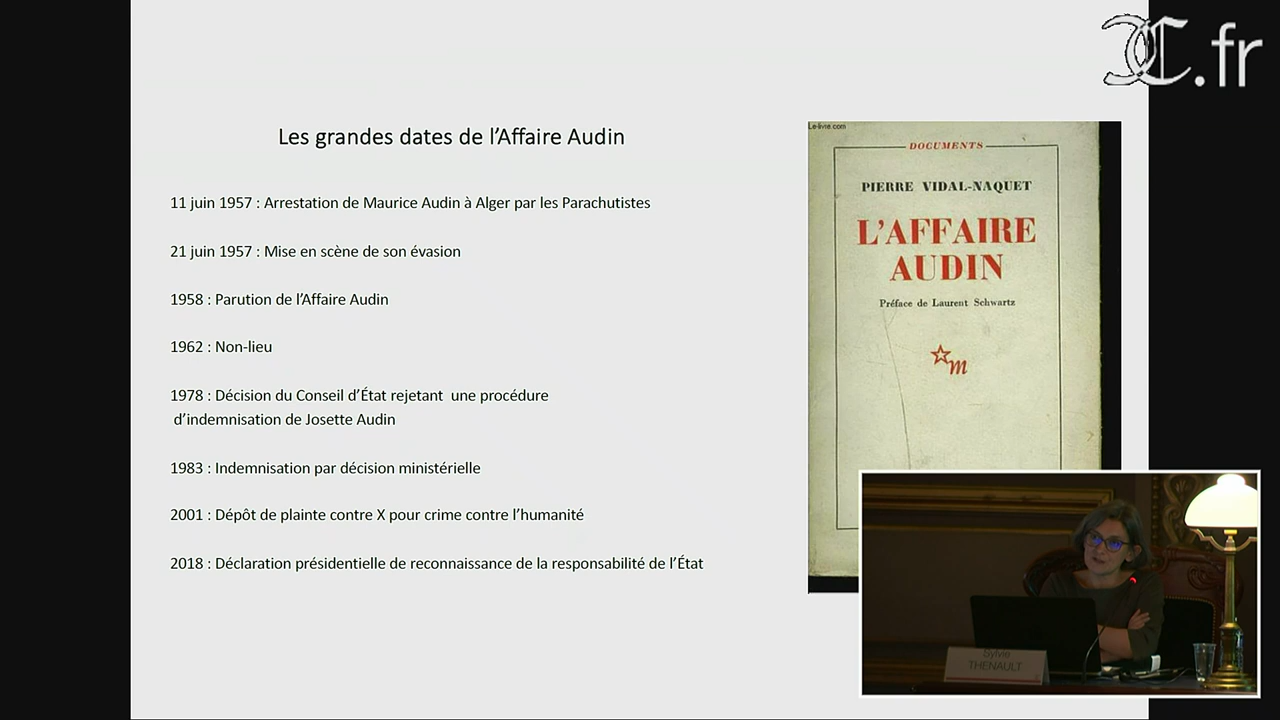 CC.fr
Les grandes dates de l'Affaire Audin
11 juin 1957 : Arrestation de Maurice Audin à Alger par les Parachutistes
21 juin 1957 : Mise en scène de son évasion
1958 : Parution de l'Affaire Audin
1962 : Non-lieu
1978 : Décision du Conseil d'État rejetant une procédure
d'indemnisation de Josette Audin
1983 : Indemnisation par décision ministérielle
2001 : Dépôt de plainte contre X pour crime contre l'humanité
2018 : Déclaration présidentielle de reconnaissance de la responsabilité de l'État
Le-livre.com
DOCUMENTS
PIERRE VIDAL-NAQUET
L'AFFAIRE
AUDIN
Préface de Laurent Schwartz
m
Sylvie
THENAULT